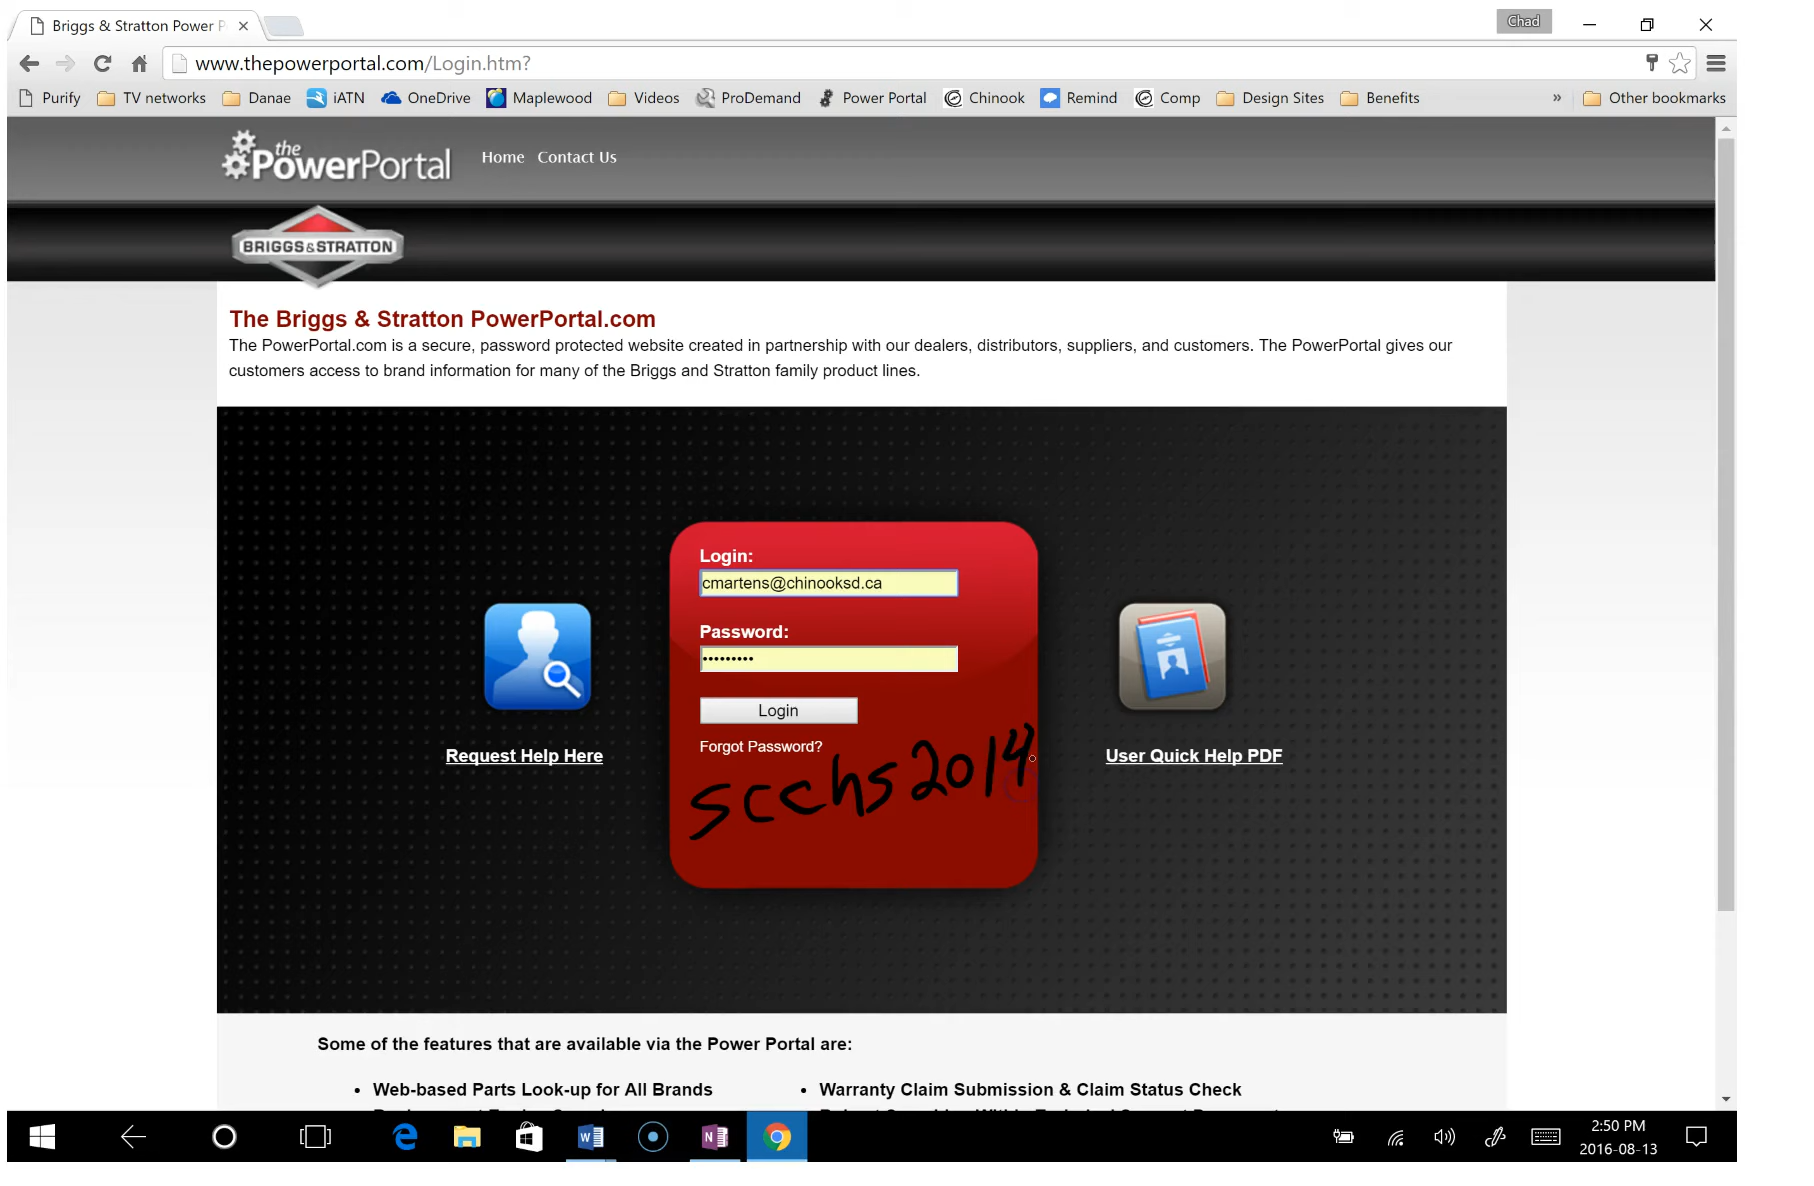 Briggs & Stratton Power P
Chad
www.thepowerportal.com/Login.htm?
Purify TV networks Danae iATN OneDrive Maplewood Videos ProDemand Power Portal Chinook Remind Comp Design Sites Benefits » Other bookmarks
the PowerPortal Home Contact Us
BRIGGS & STRATTON
The Briggs & Stratton PowerPortal.com
The PowerPortal.com is a secure, password protected website created in partnership with our dealers, distributors, suppliers, and customers. The PowerPortal gives our
customers access to brand information for many of the Briggs and Stratton family product lines.
Login:
cmartens@chinooksd.ca
Password:
•••••••••
Login
Forgot Password?
Request Help Here
scchs2014
User Quick Help PDF
Some of the features that are available via the Power Portal are:
• Web-based Parts Look-up for All Brands
• Warranty Claim Submission & Claim Status Check
2:50 PM
2016-08-13